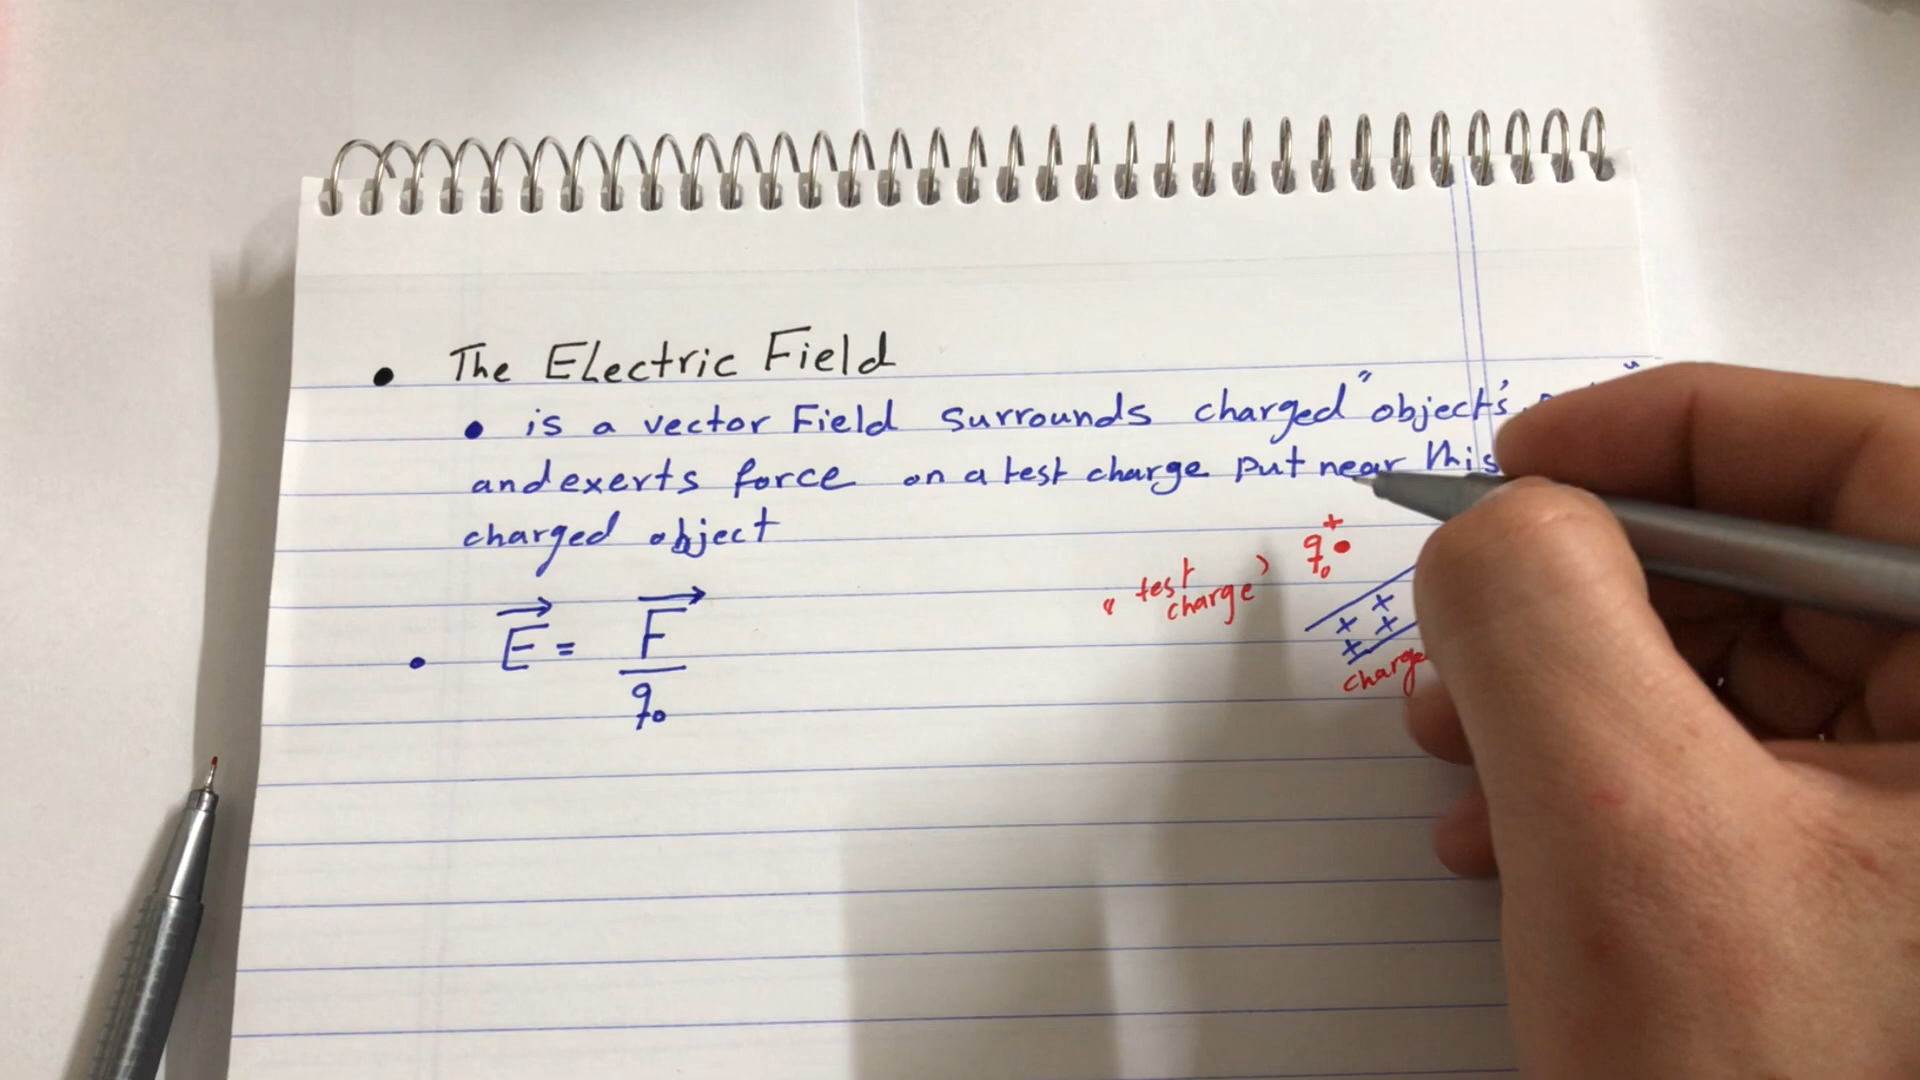 • The Electric Field
• is a vector Field surrounds charged "objects
and exerts force on a test charge put near this
charged object
q₀ +
"test
charge"
• E = F
q₀
+ + + +
charge